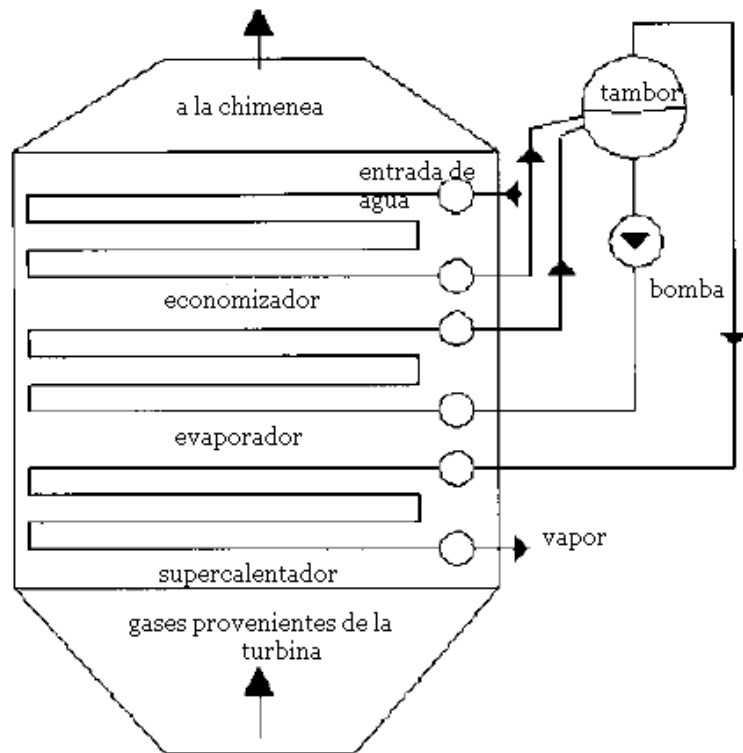 a la chimenea
tambor
entrada de
agua
economizador
bomba
evaporador
vapor
supercalentador
gases provenientes de la
turbina